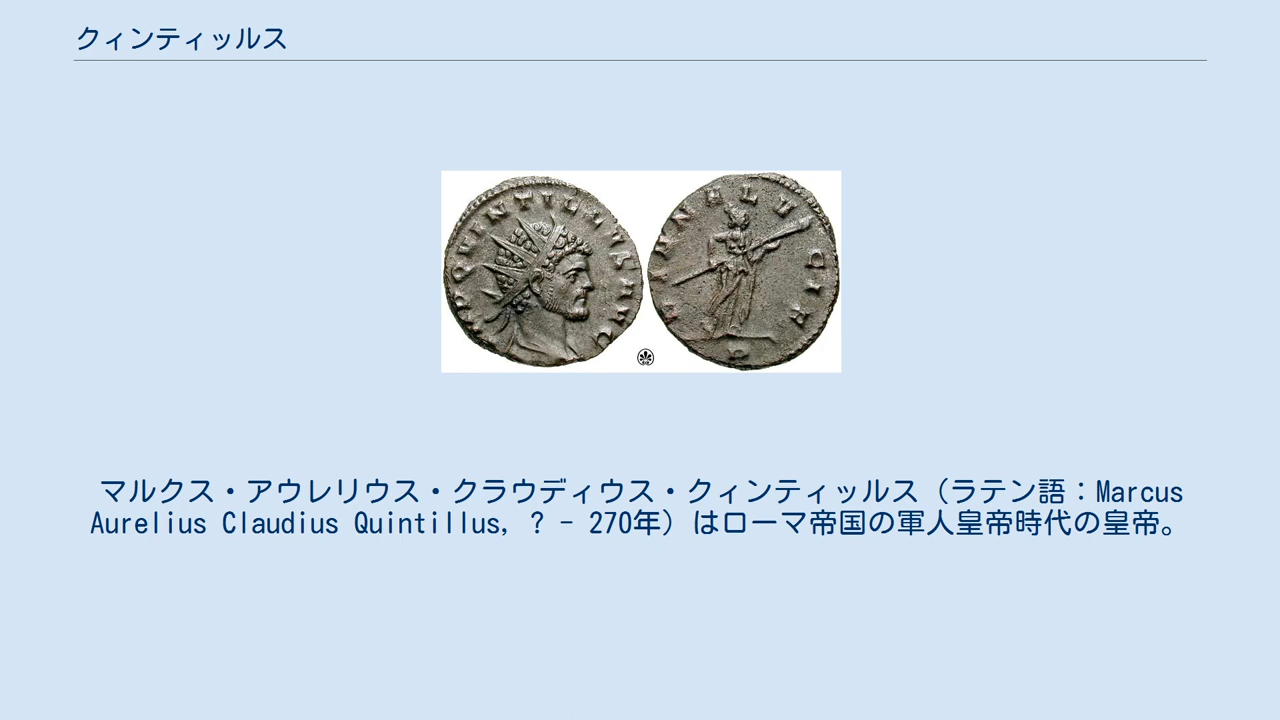 クィンティッルス
マルクス・アウレリウス・クラウディウス・クィンティッルス（ラテン語：Marcus
Aurelius Claudius Quintillus, ? - 270年）はローマ帝国の軍人皇帝時代の皇帝。